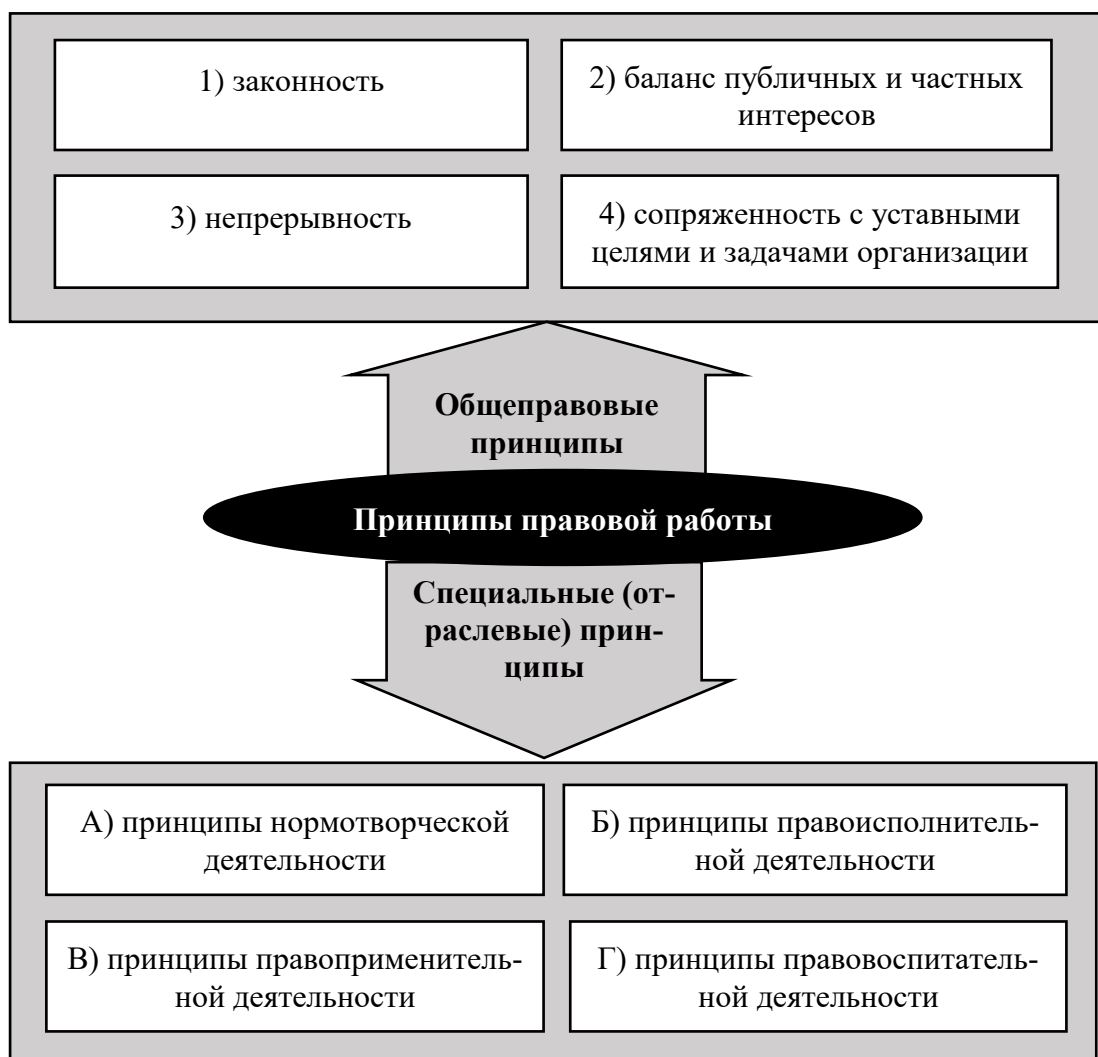 1) законность
2) баланс публичных и частных
интересов
3) непрерывность
4) сопряженность с уставными
целями и задачами организации
Общеправовые
принципы
Принципы правовой работы
Специальные (от-
раслевые) прин-
ципы
А) принципы нормотворческой
деятельности
Б) принципы правоисполнитель-
ной деятельности
В) принципы правоприменитель-
ной деятельности
Г) принципы правовоспитатель-
ной деятельности